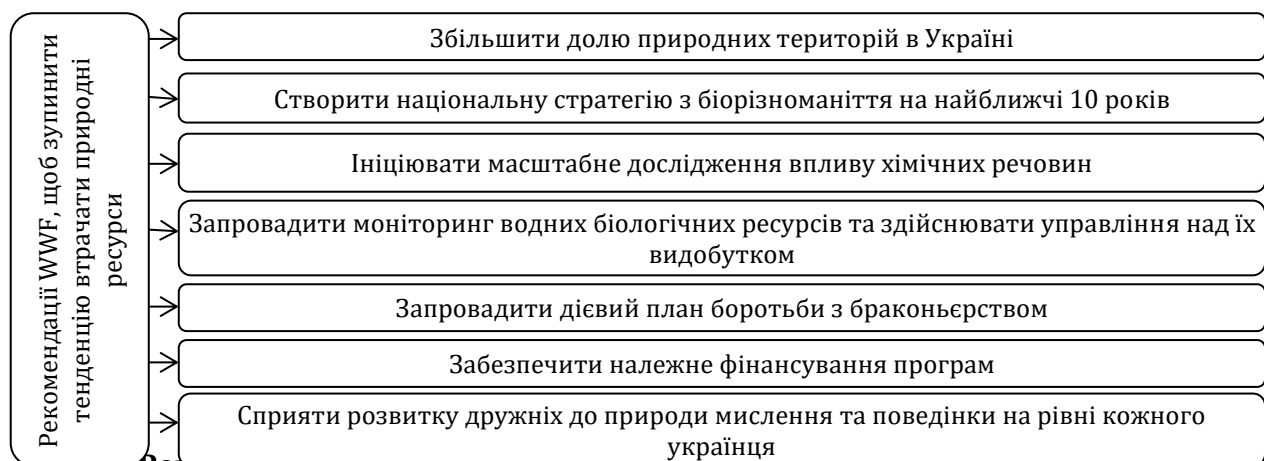 Рекомендації WWF, щоб зупинити
тенденцію втрачати природні
ресурси
Збільшити долю природних територій в Україні
Створити національну стратегію з біорізноманіття на найближчі 10 років
Ініціювати масштабне дослідження впливу хімічних речовин
Запровадити моніторинг водних біологічних ресурсів та здійснювати управління над їх
видобутком
Запровадити дієвий план боротьби з браконьєрством
Забезпечити належне фінансування програм
Сприяти розвитку дружніх до природи мислення та поведінки на рівні кожного
українця